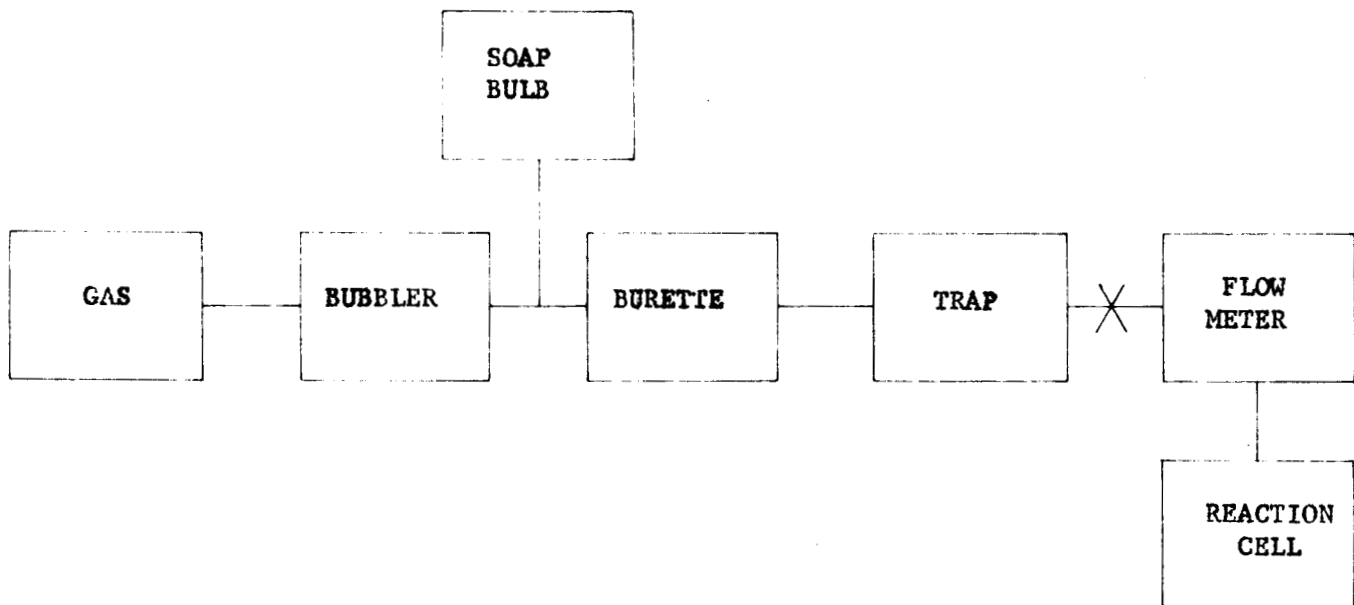 SOAP
BULB
GAS
BUBBLER
BURETTE
TRAP
FLOW
METER
REACTION
CELL